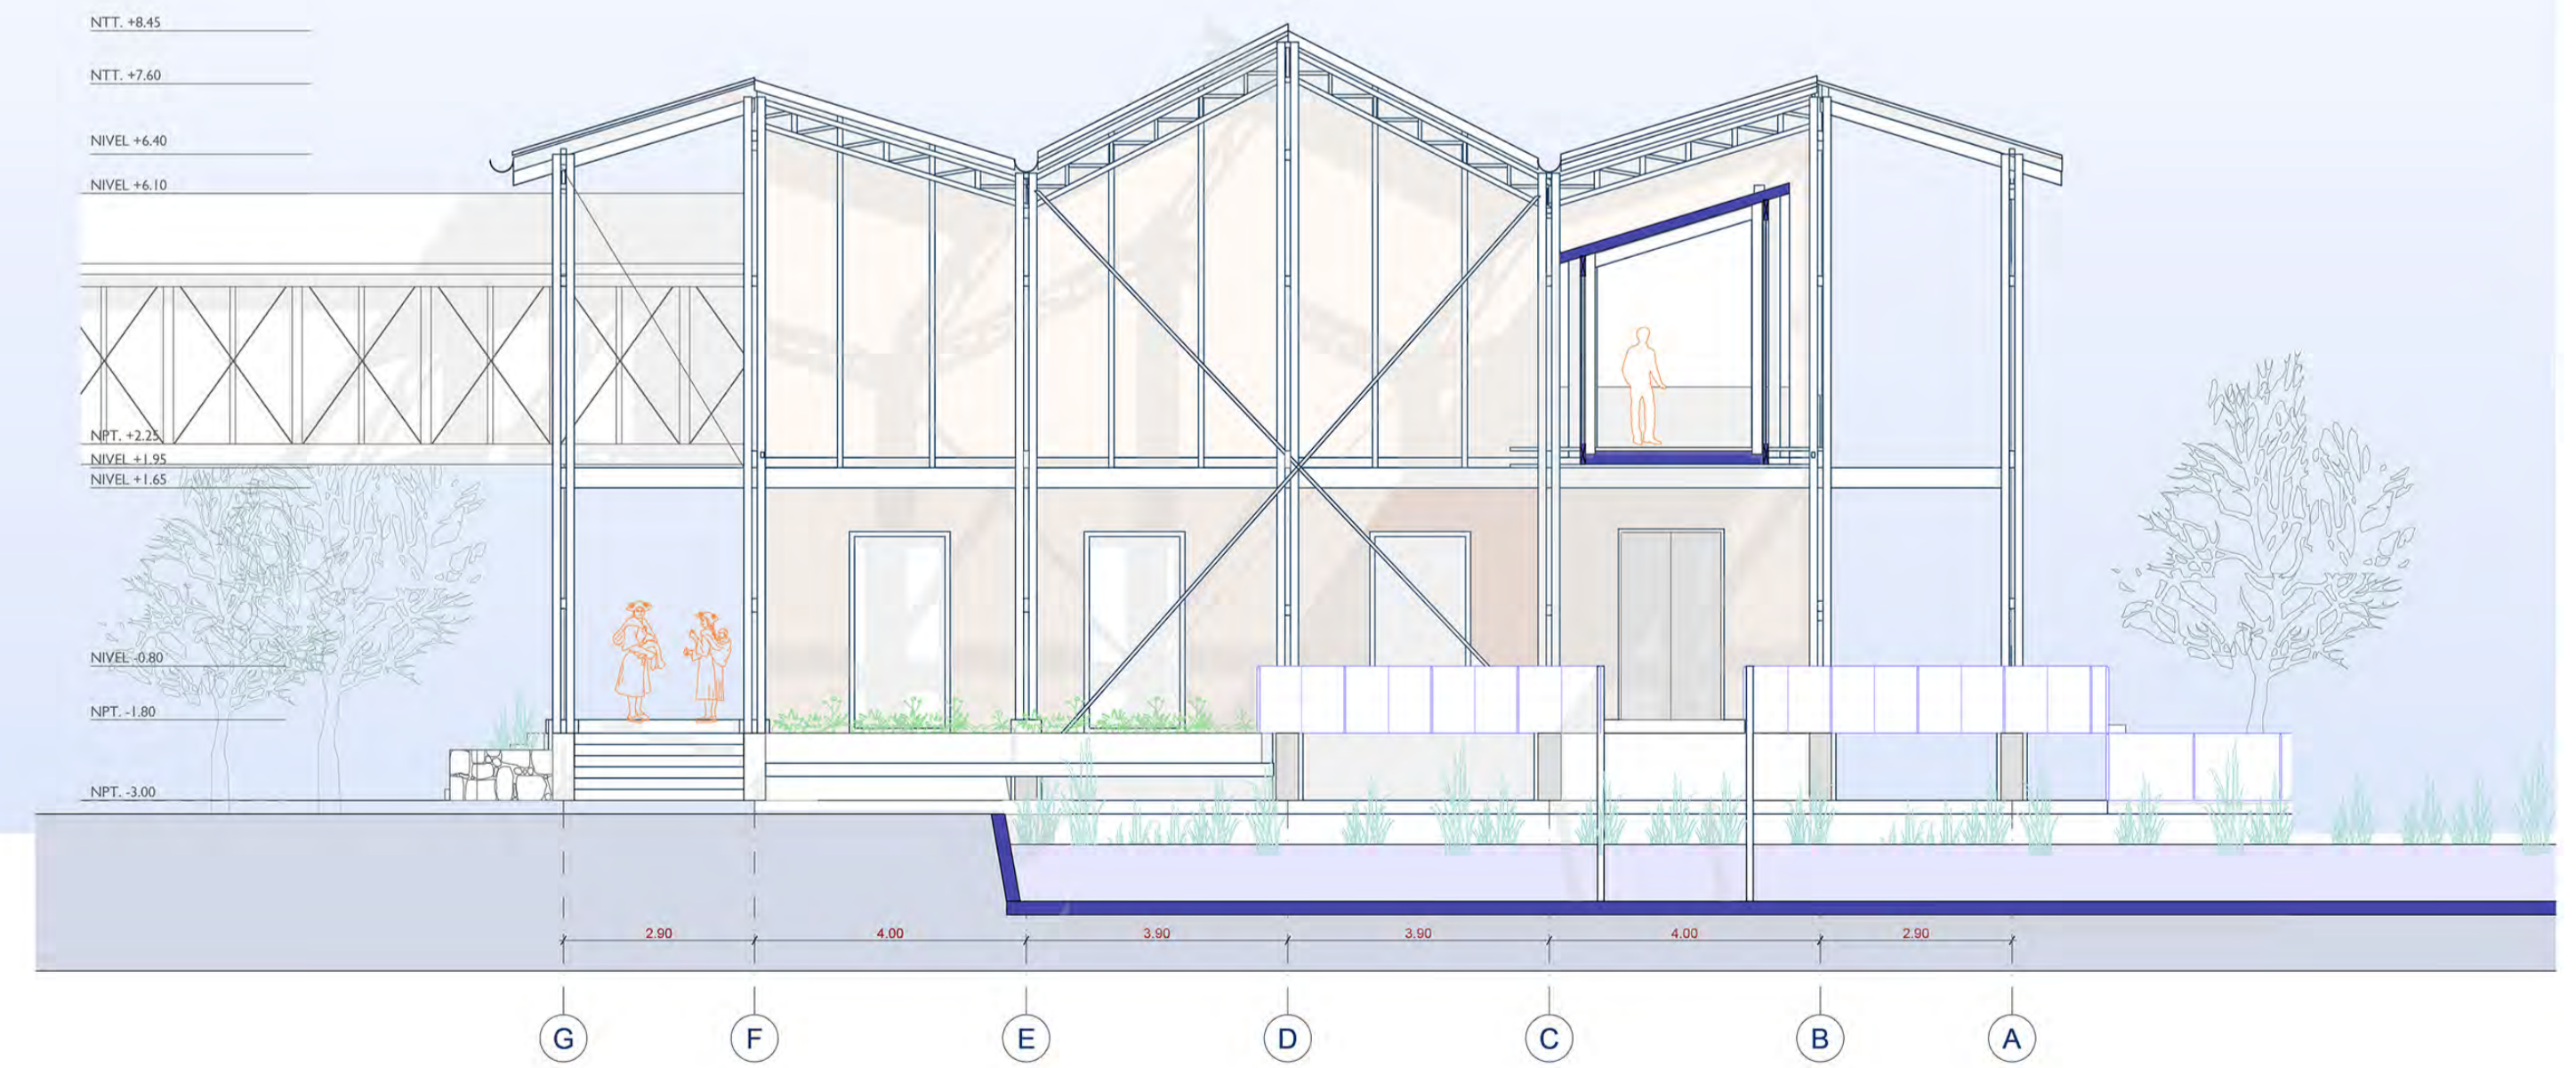 NTT. +8.45
NTT. +7.60
NIVEL +6.40
NIVEL +6.10
NPT. +2.25
NIVEL +1.95
NIVEL +1.65
NIVEL -0.80
NPT. -1.80
NPT. -3.00
2.90 4.00 3.90 3.90 4.00 2.90
G F E D C B A